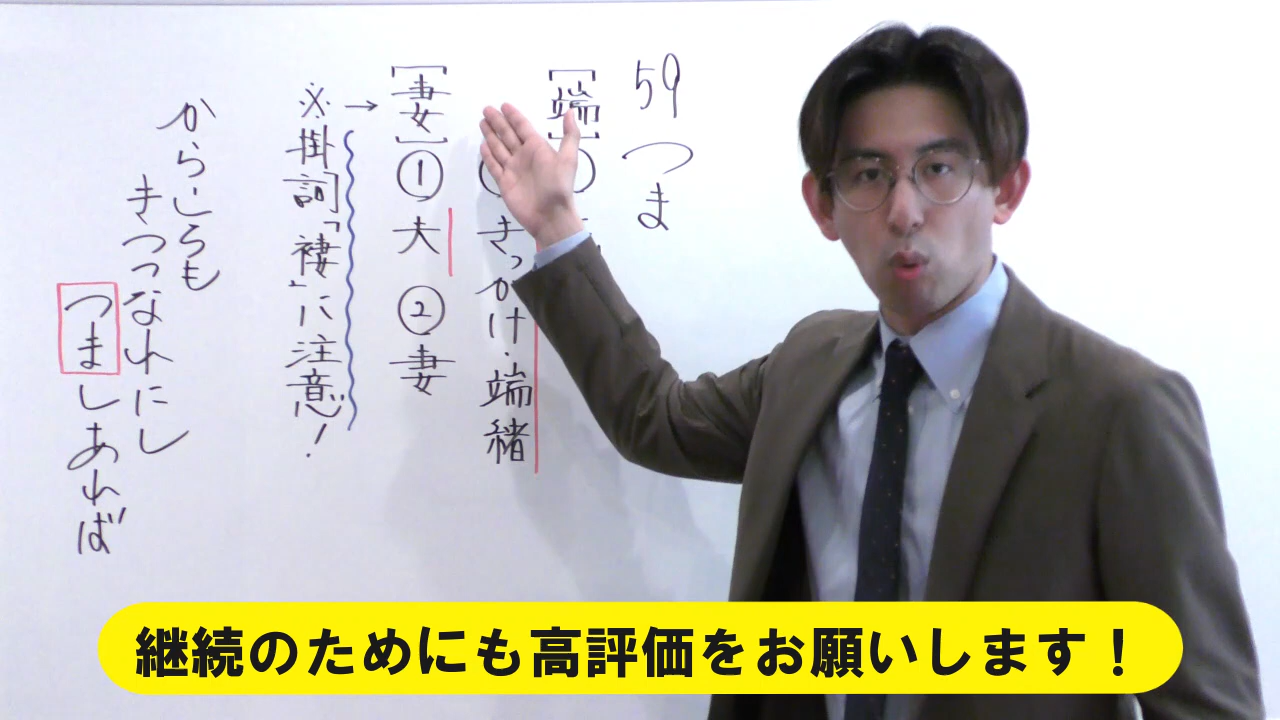 59 つま
[端]
きっかけ・端緒
[妻]①夫 ②妻
※掛詞「褄」に注意!
→
からころも
きつつなれにし
つましあれば
継続のためにも高評価をお願いします!